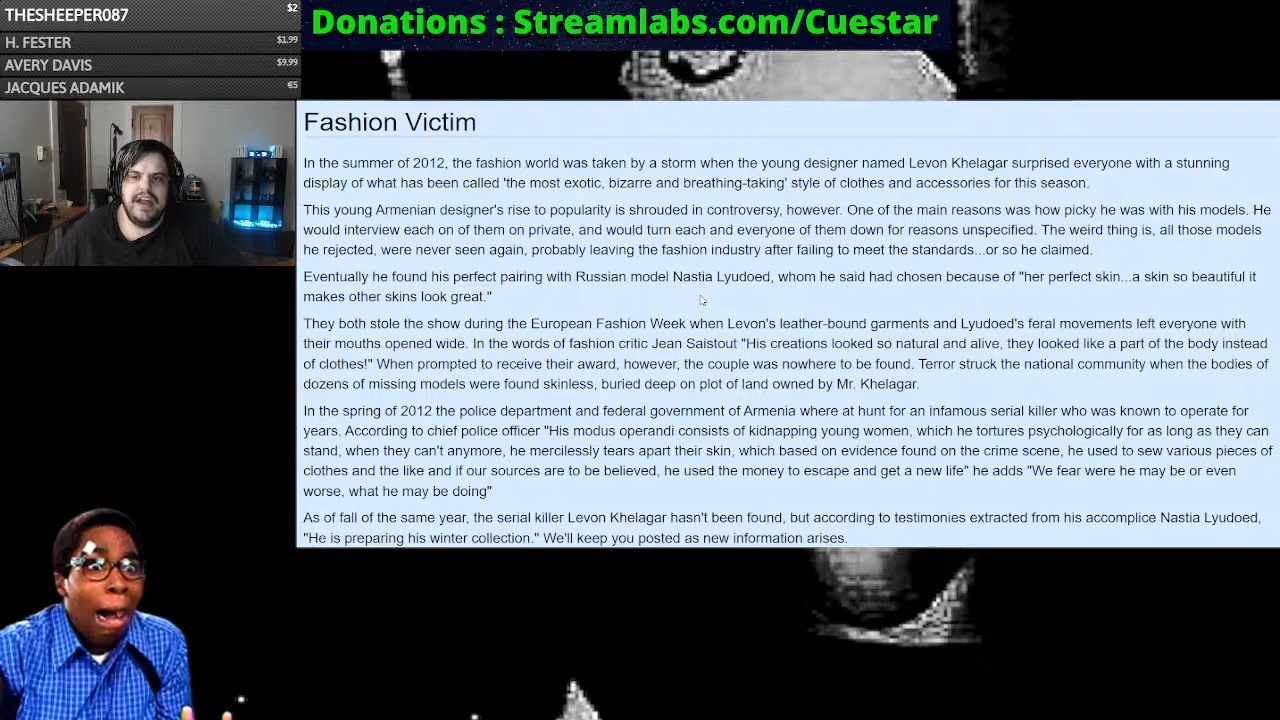 THESHEEPER087 $2
H. FESTER $1.99
AVERY DAVIS $9.99
JACQUES ADAMIK €5
Donations : Streamlabs.com/Cuestar
Fashion Victim
In the summer of 2012, the fashion world was taken by a storm when the young designer named Levon Khelagar surprised everyone with a stunning
display of what has been called 'the most exotic, bizarre and breathing-taking' style of clothes and accessories for this season.
This young Armenian designer's rise to popularity is shrouded in controversy, however. One of the main reasons was how picky he was with his models. He
would interview each on of them on private, and would turn each and everyone of them down for reasons unspecified. The weird thing is, all those models
he rejected, were never seen again, probably leaving the fashion industry after failing to meet the standards...or so he claimed.
Eventually he found his perfect pairing with Russian model Nastia Lyudoed, whom he said had chosen because of "her perfect skin...a skin so beautiful it
makes other skins look great."
They both stole the show during the European Fashion Week when Levon's leather-bound garments and Lyudoed's feral movements left everyone with
their mouths opened wide. In the words of fashion critic Jean Saistout "His creations looked so natural and alive, they looked like a part of the body instead
of clothes!" When prompted to receive their award, however, the couple was nowhere to be found. Terror struck the national community when the bodies of
dozens of missing models were found skinless, buried deep on plot of land owned by Mr. Khelagar.
In the spring of 2012 the police department and federal government of Armenia where at hunt for an infamous serial killer who was known to operate for
years. According to chief police officer "His modus operandi consists of kidnapping young women, which he tortures psychologically for as long as they can
stand, when they can't anymore, he mercilessly tears apart their skin, which based on evidence found on the crime scene, he used to sew various pieces of
clothes and the like and if our sources are to be believed, he used the money to escape and get a new life" he adds "We fear were he may be or even
worse, what he may be doing"
As of fall of the same year, the serial killer Levon Khelagar hasn't been found, but according to testimonies extracted from his accomplice Nastia Lyudoed,
"He is preparing his winter collection." We'll keep you posted as new information arises.